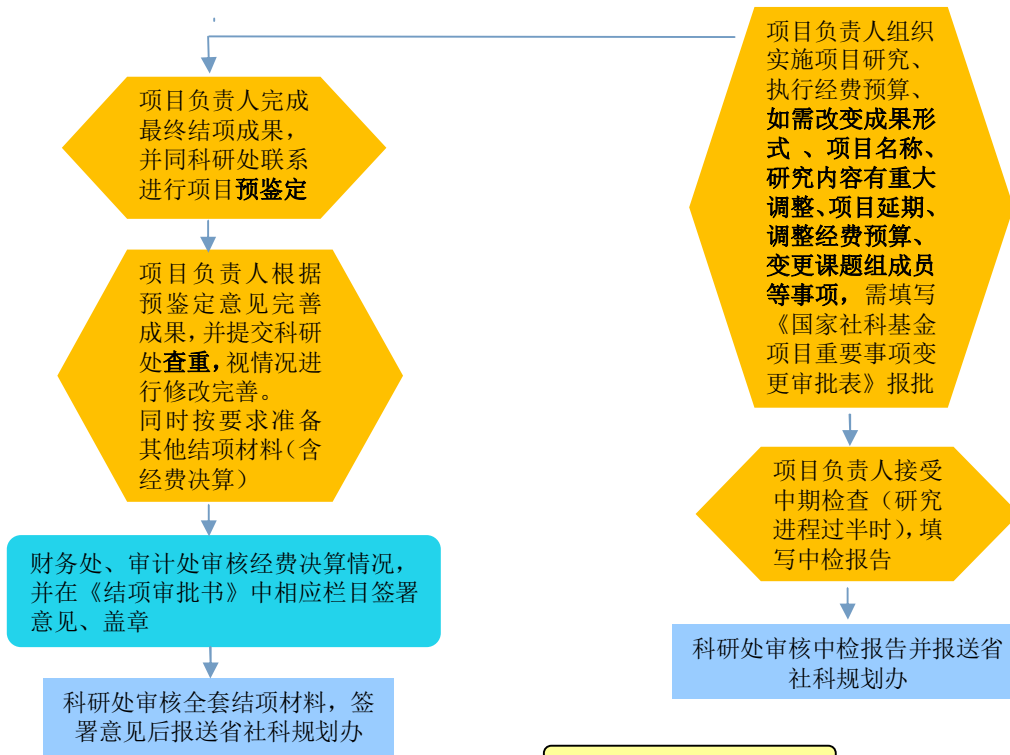 项目负责人完成
最终结项成果，
并同科研处联系
进行项目预鉴定
项目负责人根据
预鉴定意见完善
成果，并提交科研
处查重，视情况进
行修改完善。
同时按要求准备
其他结项材料（含
经费决算）
财务处、审计处审核经费决算情况，
并在《结项审批书》中相应栏目签署
意见、盖章
科研处审核全套结项材料，签
署意见后报送省社科规划办
项目负责人组织
实施项目研究、
执行经费预算、
如需改变成果形
式 、项目名称、
研究内容有重大
调整、项目延期、
调整经费预算、
变更课题组成员
等事项，需填写
《国家社科基金
项目重要事项变
更审批表》报批
项目负责人接受
中期检查（研究
进程过半时），填
写中检报告
科研处审核中检报告并报送省
社科规划办